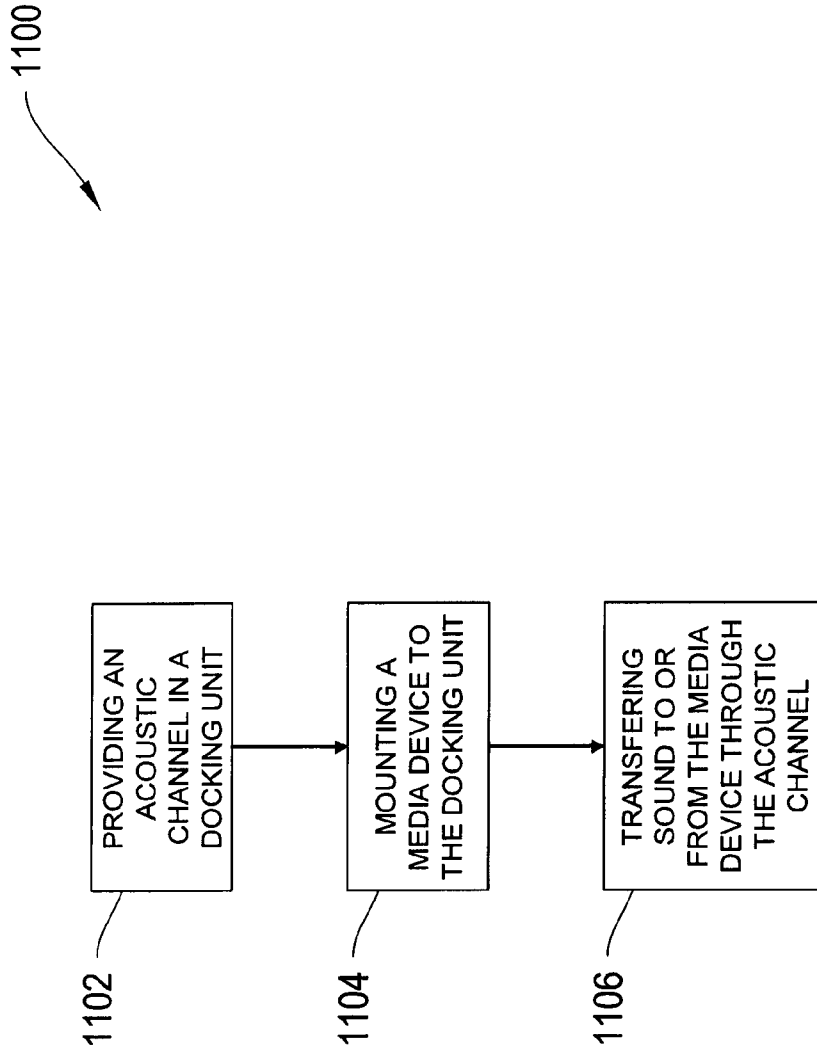 1100
1102
PROVIDING AN
ACOUSTIC
CHANNEL IN A
DOCKING UNIT
1104
MOUNTING A
MEDIA DEVICE TO
THE DOCKING UNIT
1106
TRANSFERING
SOUND TO OR
FROM THE MEDIA
DEVICE THROUGH
THE ACOUSTIC
CHANNEL